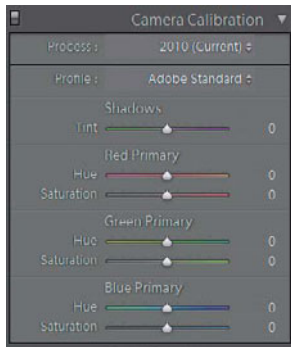 Camera Calibration
Process : 2010 (Current)
Profile : Adobe Standard
Shadows
Tint 0
Red Primary
Hue 0
Saturation 0
Green Primary
Hue 0
Saturation 0
Blue Primary
Hue 0
Saturation 0